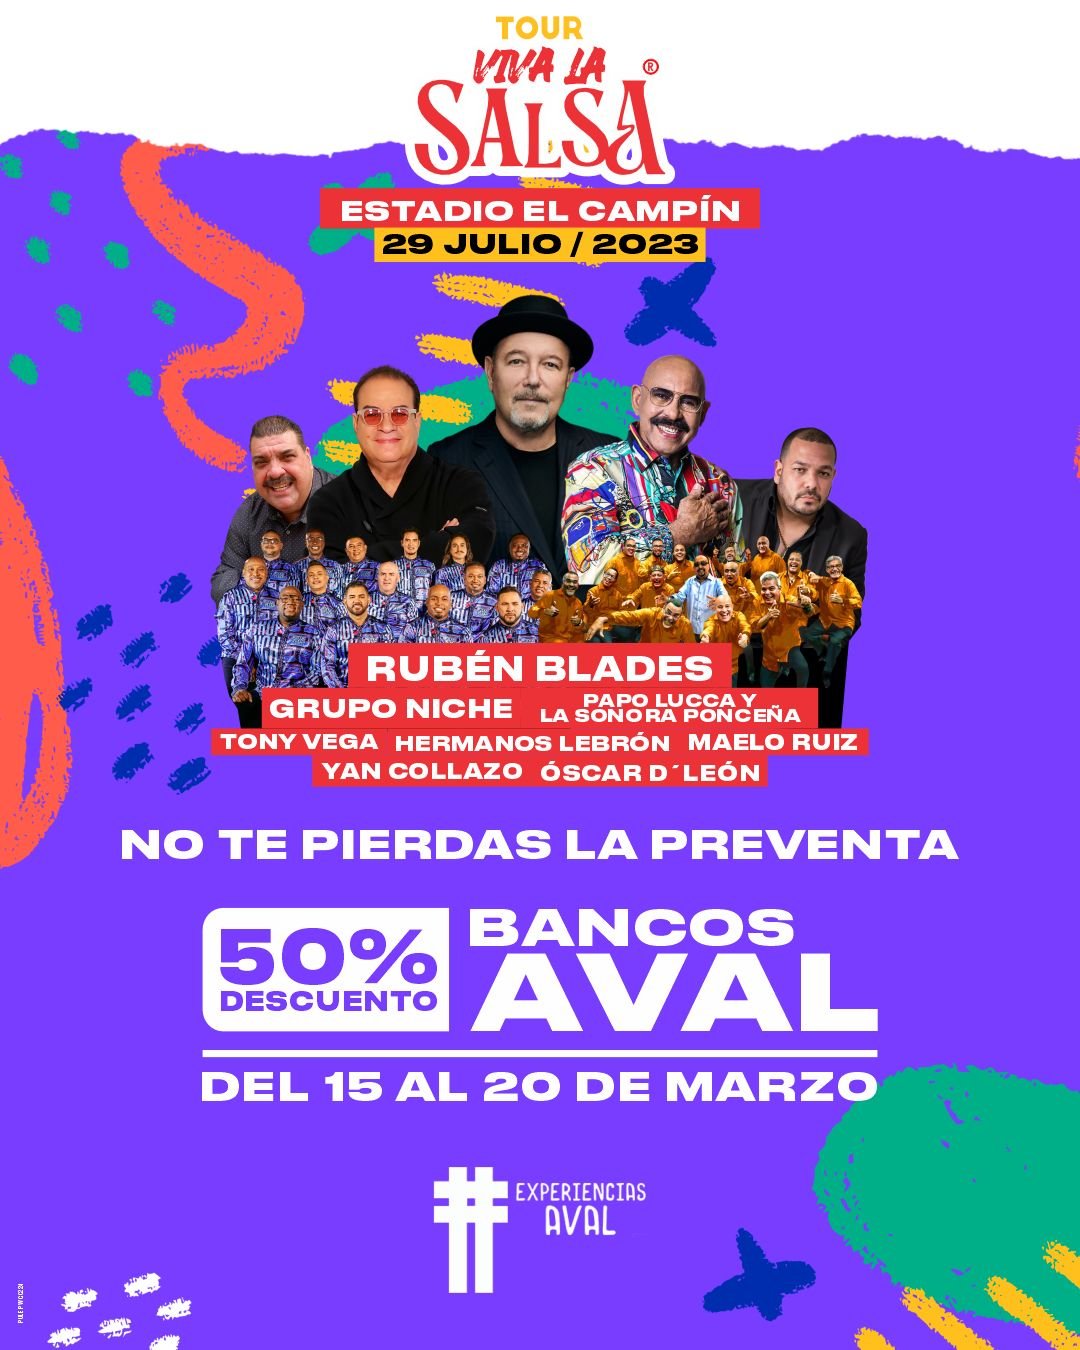 TOUR
VIVA LA
SALSA®
ESTADIO EL CAMPÍN
29 JULIO / 2023
RUBÉN BLADES
GRUPO NICHE
PAPO LUCCA Y
LA SONORA PONCEÑA
TONY VEGA HERMANOS LEBRÓN MAELO RUIZ
YAN COLLAZO ÓSCAR D´LEÓN
NO TE PIERDAS LA PREVENTA
50%
DESCUENTO
BANCOS
AVAL
DEL 15 AL 20 DE MARZO
EXPERIENCIAS
AVAL